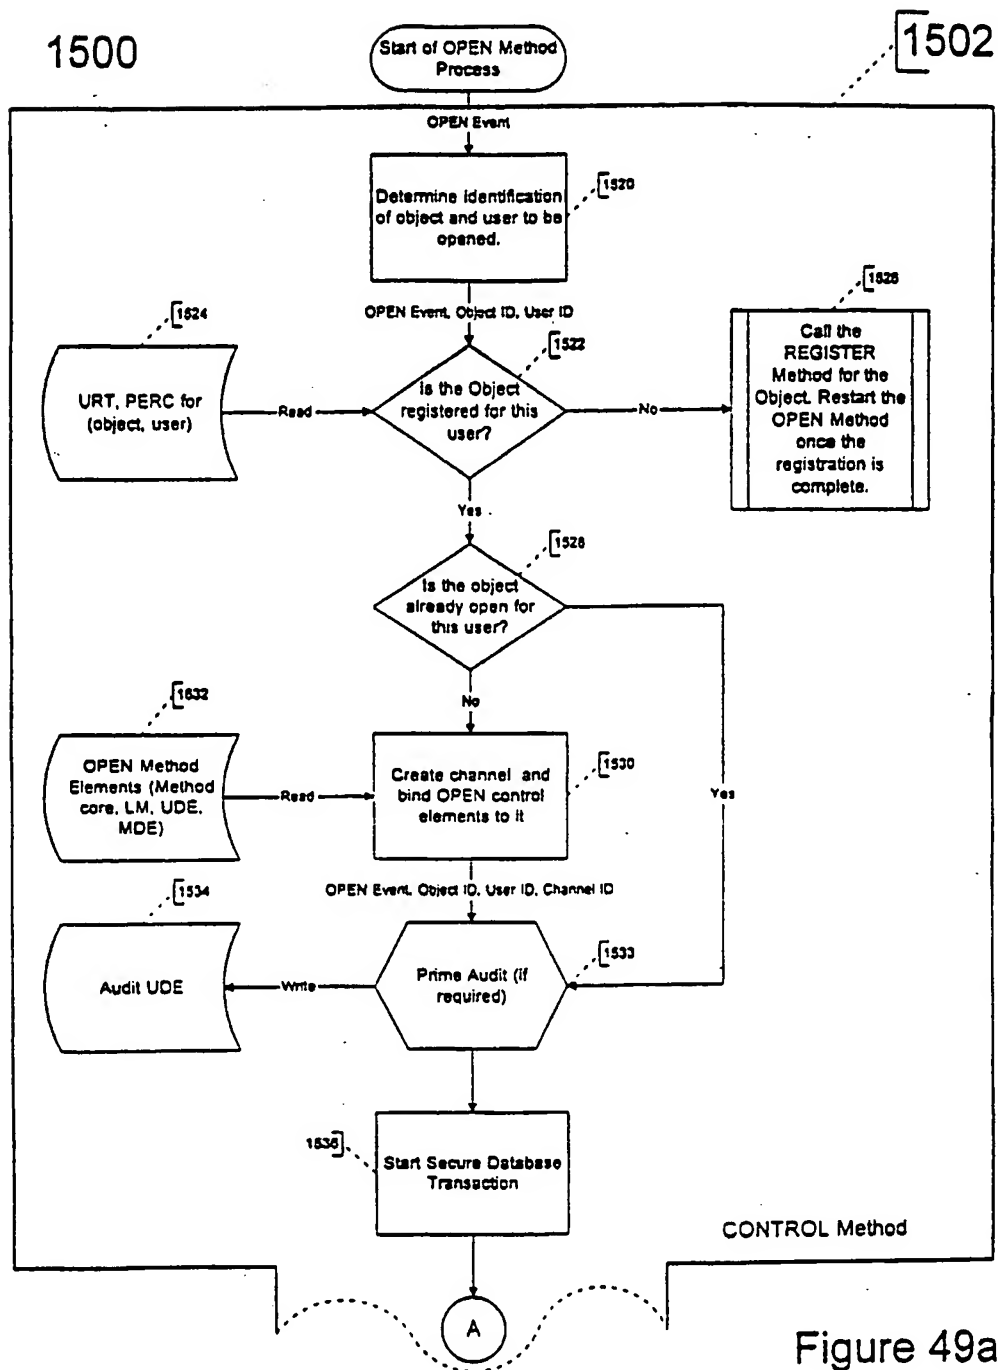 1500
1502
Start of OPEN Method
Process
OPEN Event
1520
Determine identification
of object and user to be
opened.
OPEN Event, Object ID, User ID
1524
URT, PERC for
(object, user)
Read
1522
Is the Object
registered for this
user?
No
1526
Call the
REGISTER
Method for the
Object. Restart the
OPEN Method
once the
registration is
complete.
Yes
1528
Is the object
already open for
this user?
Yes
No
1532
OPEN Method
Elements (Method
core, LM, UDE,
MDE)
Read
1530
Create channel and
bind OPEN control
elements to it
OPEN Event, Object ID, User ID, Channel ID
1534
Audit UDE
Write
1533
Prime Audit (if
required)
1536
Start Secure Database
Transaction
CONTROL Method
A
Figure 49a